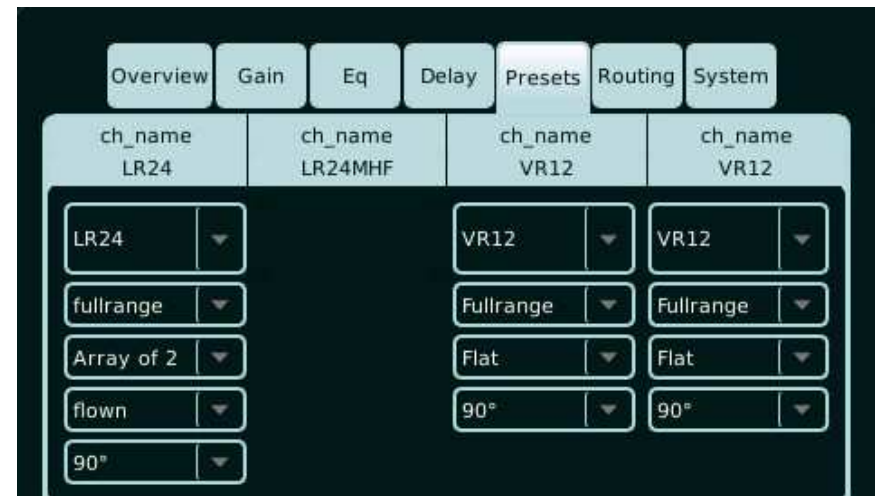 Overview Gain Eq Delay Presets Routing System
ch_name ch_name ch_name ch_name
LR24 LR24MHF VR12 VR12
LR24 VR12 VR12
fullrange Fullrange Fullrange
Array of 2 Flat Flat
flown 90° 90°
90°